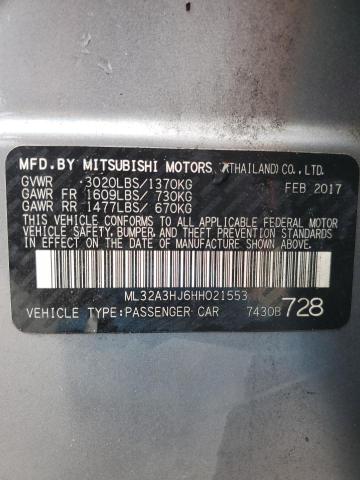 MFD.BY MITSUBISHI MOTORS (THAILAND) CO., LTD.
GVWR 3020LBS/1370KG FEB 2017
GAWR FR 1609LBS/ 730KG
GAWR RR 1477LBS/ 670KG
THIS VEHICLE CONFORMS TO ALL APPLICABLE FEDERAL MOTOR
VEHICLE SAFETY, BUMPER, AND THEFT PREVENTION STANDARDS
IN EFFECT ON THE DATE OF MANUFACTURE SHOWN ABOVE.
ML32A3HJ6HH021553
VEHICLE TYPE:PASSENGER CAR 7430B 728